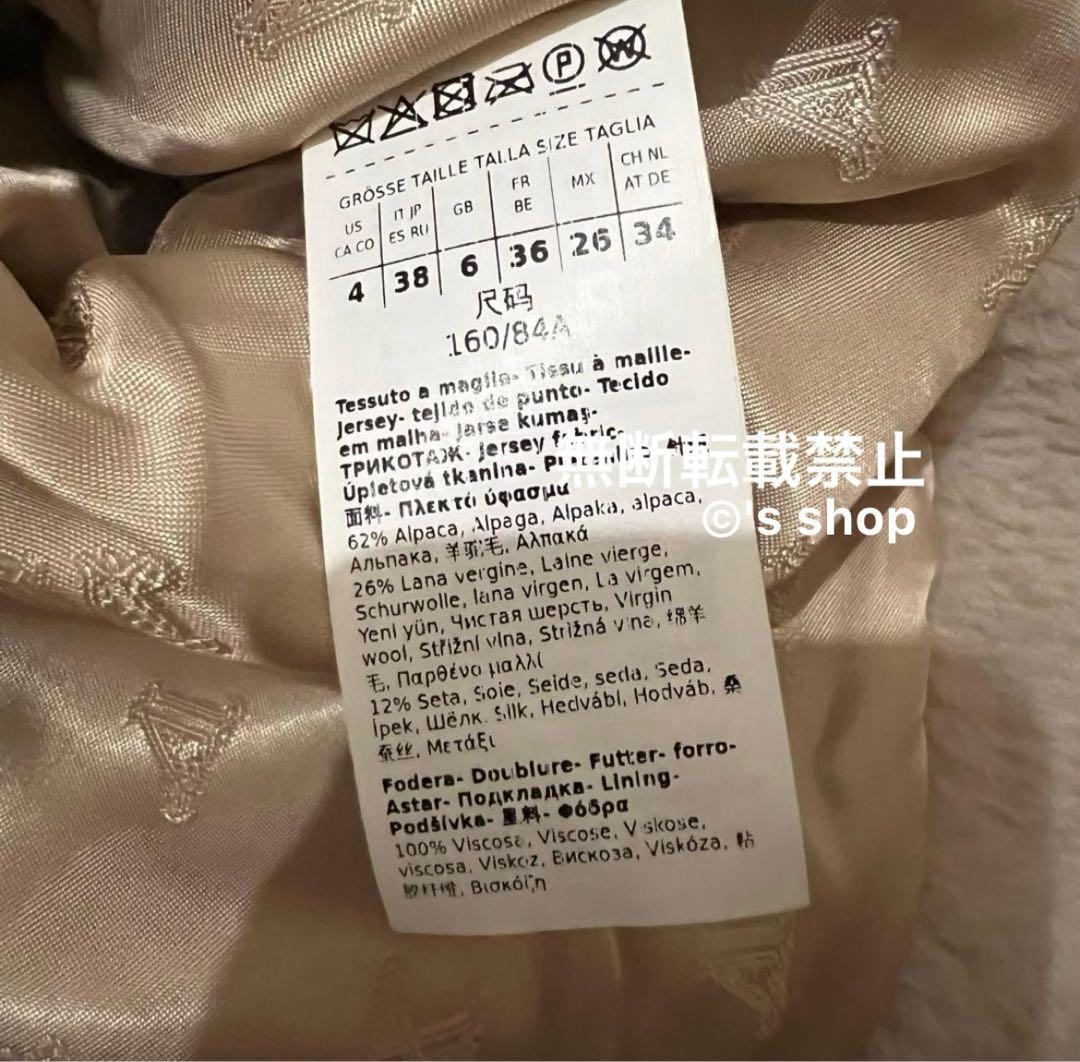 GRÖSSE TAILLE TALLA SIZE TAGLIA
US CA CO
IT JP ES RU
GB
FR BE
MX
CH NL AT DE
4 38 6 36 26 34
尺码
160/84A
Tessuto a maglia- Tissu à maille-
Jersey- tejido de punto- Tecido
em malha- Jarse kumaş-
ТРИКОТАЖ- Jersey fabric-
Úpletová tkanina-
面料- Πλεκτό ύφασμα
62% Alpaca, Alpaga, Alpaka, alpaca,
Альпака, 羊驼毛, Αλπακά
26% Lana vergine, Laine vierge,
Schurwolle, lana virgen, La virgem,
Yeni yün, Чистая шерсть, Virgin
wool, Střižní vlna, Strižná vlna, 绵羊
毛, Παρθένο μαλλί
12% Seta, Soie, Seide, seda, Seda,
İpek, Шёлк, Silk, Hedvábí, Hodváb, 桑
蚕丝, Μετάξι
Fodera- Doublure- Futter- forro-
Astar- Подкладка- Lining-
Podšívka- 里料- Φόδρα
100% Viscosa, Viscose, Viskose,
viscosa, Viskoz, Вискоза, Viskóza, 粘
胶纤维, Βισκόζη
無断転載禁止
©'s shop